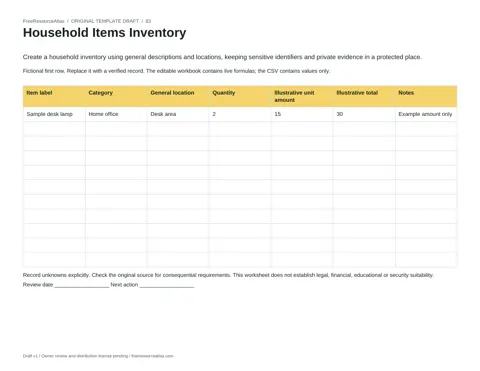 FreeResourceAtlas / ORIGINAL TEMPLATE DRAFT / 83
Household Items Inventory
Create a household inventory using general descriptions and locations, keeping sensitive identifiers and private evidence in a protected place.
Fictional first row. Replace it with a verified record. The editable workbook contains live formulas; the CSV contains values only.
Item label Category General location Quantity Illustrative unit amount Illustrative total Notes
Sample desk lamp Home office Desk area 2 15 30 Example amount only
Record unknowns explicitly. Check the original source for consequential requirements. This worksheet does not establish legal, financial, educational or security suitability.
Review date Next action
Draft v1 / Owner review and distribution license pending /